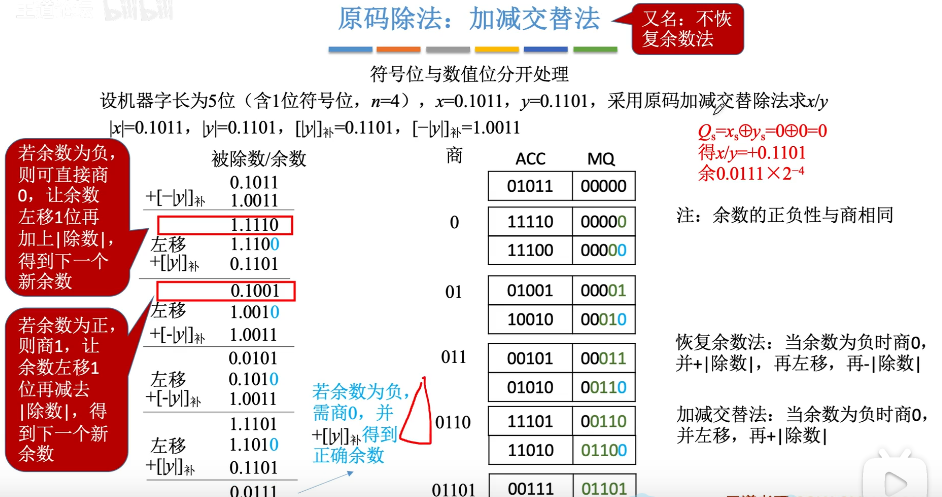 原码除法：加减交替法
又名：不恢
复余数法
符号位与数值位分开处理
设机器字长为5位（含1位符号位，n=4），x=0.1011，y=0.1101，采用原码加减交替除法求x/y
|x|=0.1011，|y|=0.1101，[|y|]补=0.1101，[−|y|]补=1.0011
Qs=xs⊕ys=0⊕0=0
得x/y=+0.1101
余0.0111×2⁻⁴
若余数为负，
则可直接商
0，让余数
左移1位再
加上|除数|，
得到下一个
新余数
若余数为正，
则商1，让
余数左移1
位再减去
|除数|，得
到下一个新
余数
被除数/余数
商
ACC MQ
0.1011
01011 00000
+[−|y|]补 1.0011
1.1110
0
11110 00000
左移 1.1100
11100 00000
+[|y|]补 0.1101
0.1001
01
01001 00001
左移 1.0010
10010 00010
+[-|y|]补 1.0011
0.0101
011
00101 00011
左移 0.1010
01010 00110
+[-|y|]补 1.0011
1.1101
0110
11101 00110
左移 1.1010
11010 01100
+[|y|]补 0.1101
0.0111
01101
00111 01101
若余数为负，
需商0，并
+[|y|]补得到
正确余数
注：余数的正负性与商相同
恢复余数法：当余数为负时商0，
并+|除数|，再左移，再-|除数|
加减交替法：当余数为负时商0，
并左移，再+|除数|